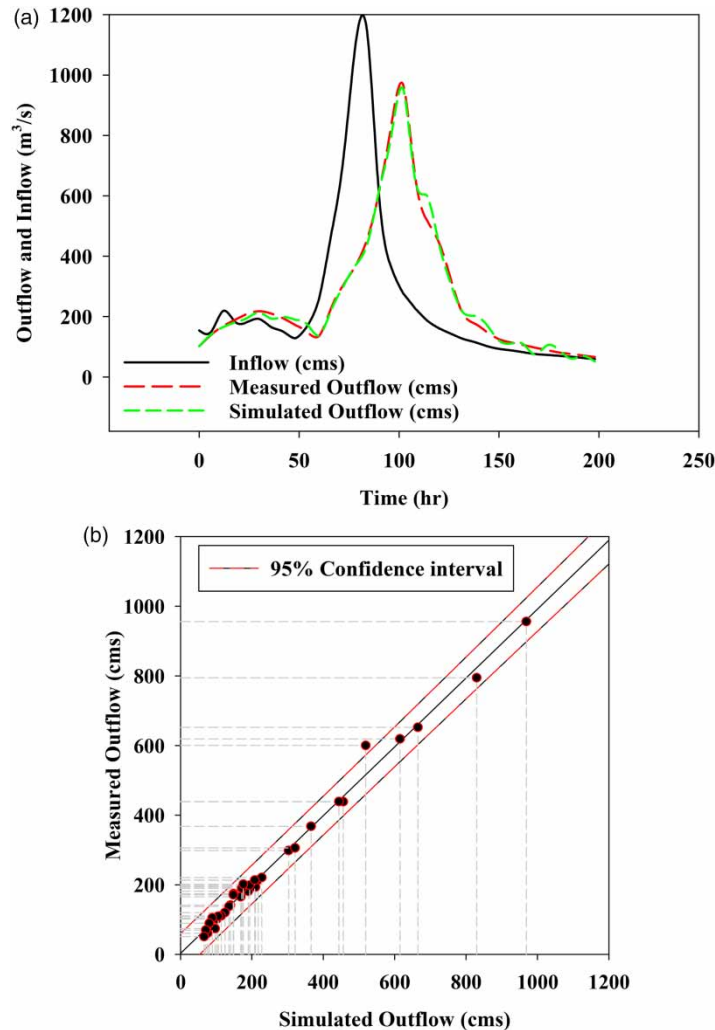 (a)
Outflow and Inflow (m³/s)
1200
1000
800
600
400
200
0
Inflow (cms)
Measured Outflow (cms)
Simulated Outflow (cms)
0 50 100 150 200 250
Time (hr)
(b)
Measured Outflow (cms)
1200
1000
800
600
400
200
0
95% Confidence interval
0 200 400 600 800 1000 1200
Simulated Outflow (cms)